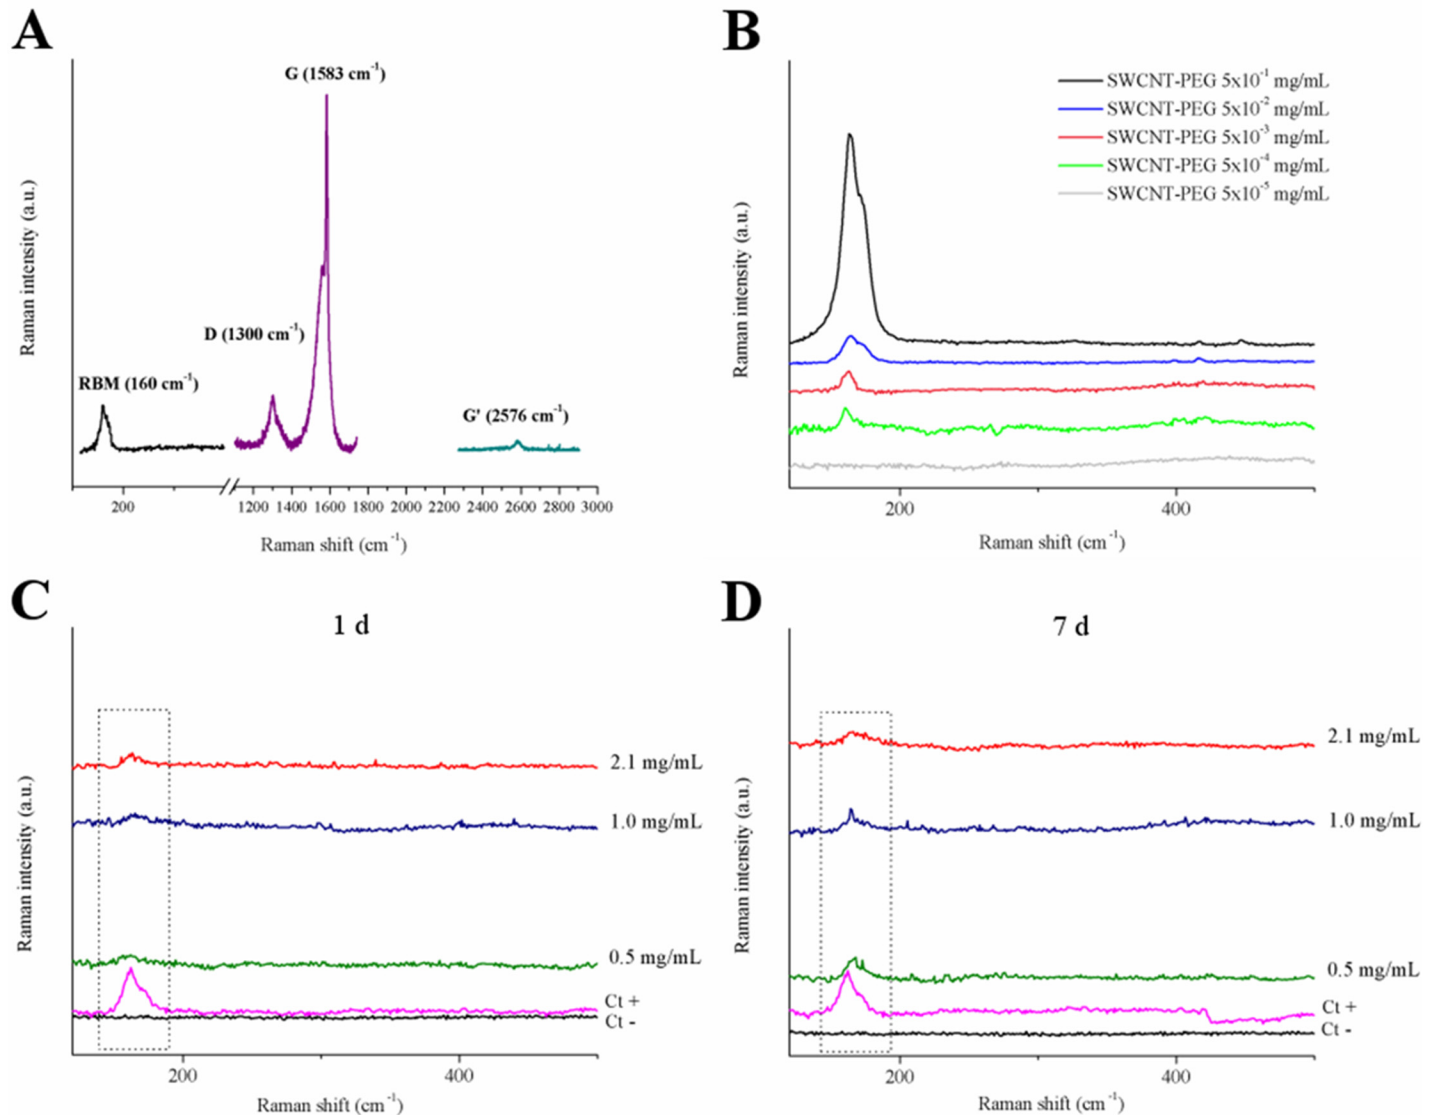 A
G (1583 cm⁻¹)
D (1300 cm⁻¹)
RBM (160 cm⁻¹)
G' (2576 cm⁻¹)
Raman intensity (a.u.)
200 1200 1400 1600 1800 2000 2200 2400 2600 2800 3000
Raman shift (cm⁻¹)
B
SWCNT-PEG 5x10⁻¹ mg/mL
SWCNT-PEG 5x10⁻² mg/mL
SWCNT-PEG 5x10⁻³ mg/mL
SWCNT-PEG 5x10⁻⁴ mg/mL
SWCNT-PEG 5x10⁻⁵ mg/mL
Raman intensity (a.u.)
200 400
Raman shift (cm⁻¹)
C
1 d
2.1 mg/mL
1.0 mg/mL
0.5 mg/mL
Ct +
Ct -
Raman intensity (a.u.)
200 400
Raman shift (cm⁻¹)
D
7 d
2.1 mg/mL
1.0 mg/mL
0.5 mg/mL
Ct +
Ct -
Raman intensity (a.u.)
200 400
Raman shift (cm⁻¹)